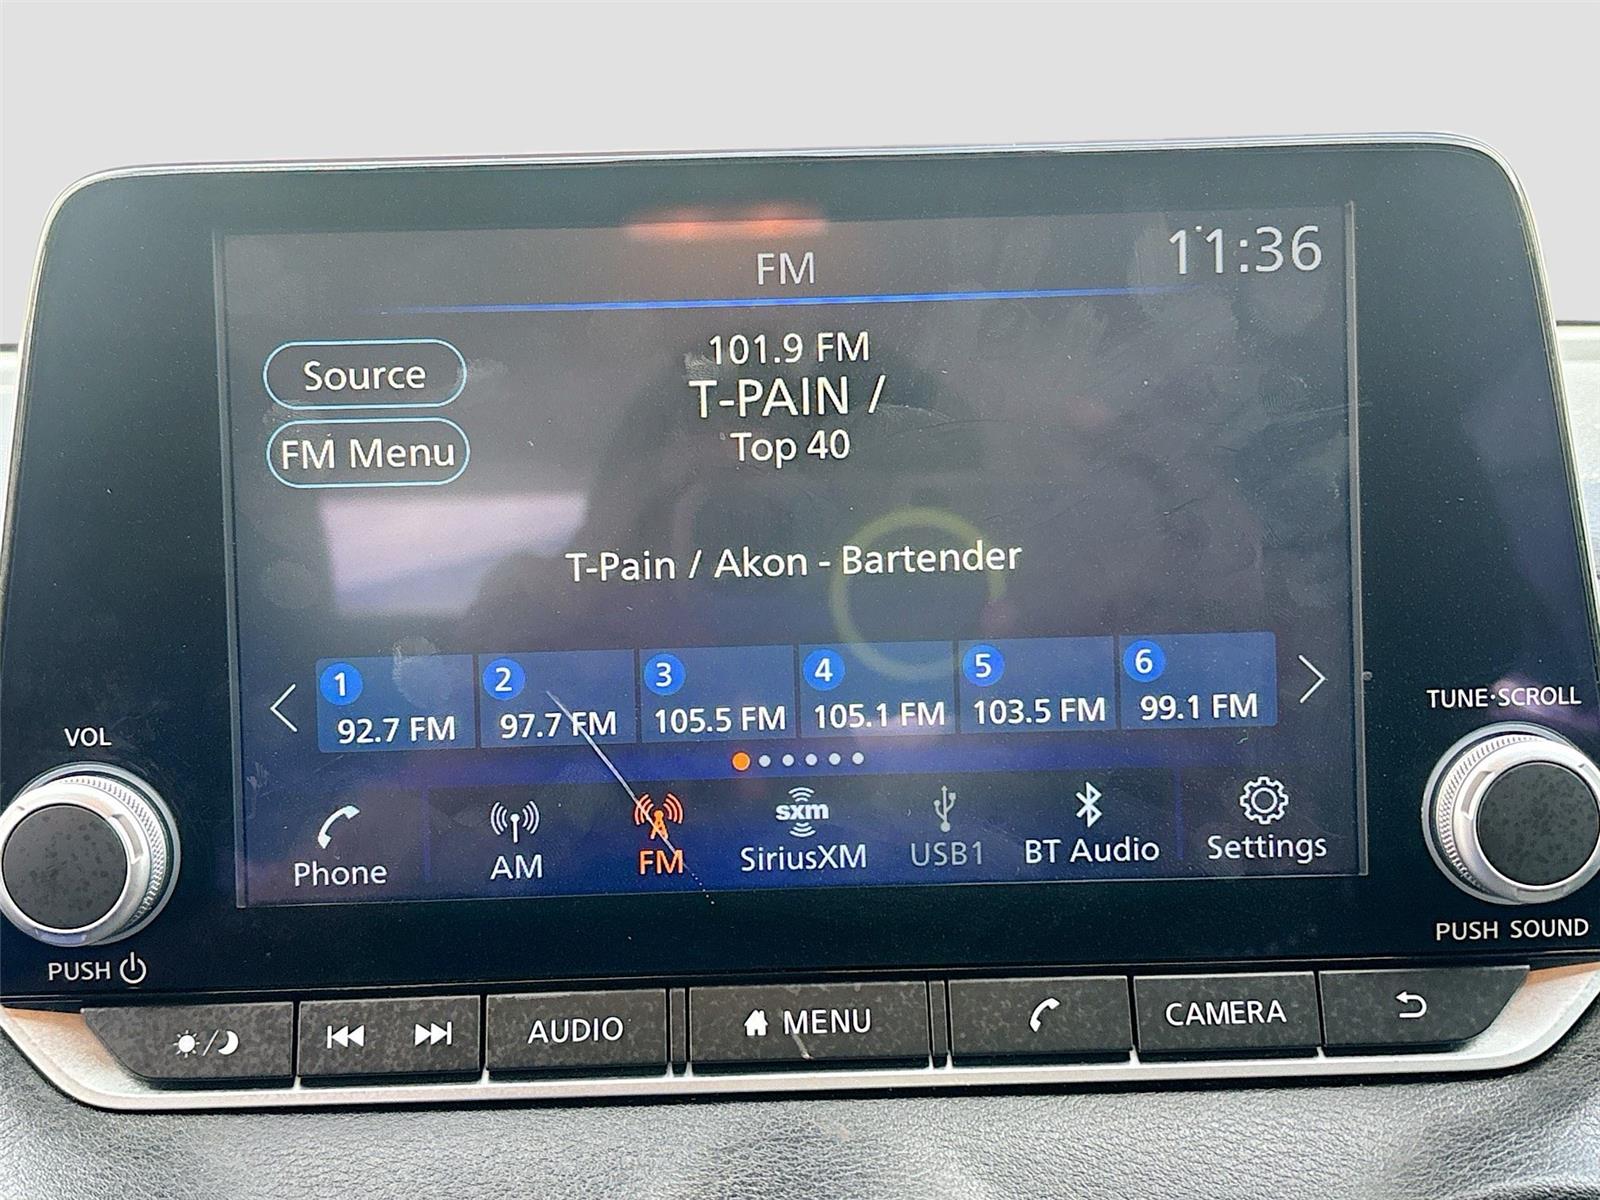 FM
11:36
Source
101.9 FM
T-PAIN /
FM Menu
Top 40
T-Pain / Akon - Bartender
1 92.7 FM
2 97.7 FM
3 105.5 FM
4 105.1 FM
5 103.5 FM
6 99.1 FM
Phone
AM
FM
sxm
SiriusXM
USB1
BT Audio
Settings
VOL
PUSH
TUNE·SCROLL
PUSH SOUND
AUDIO
MENU
CAMERA